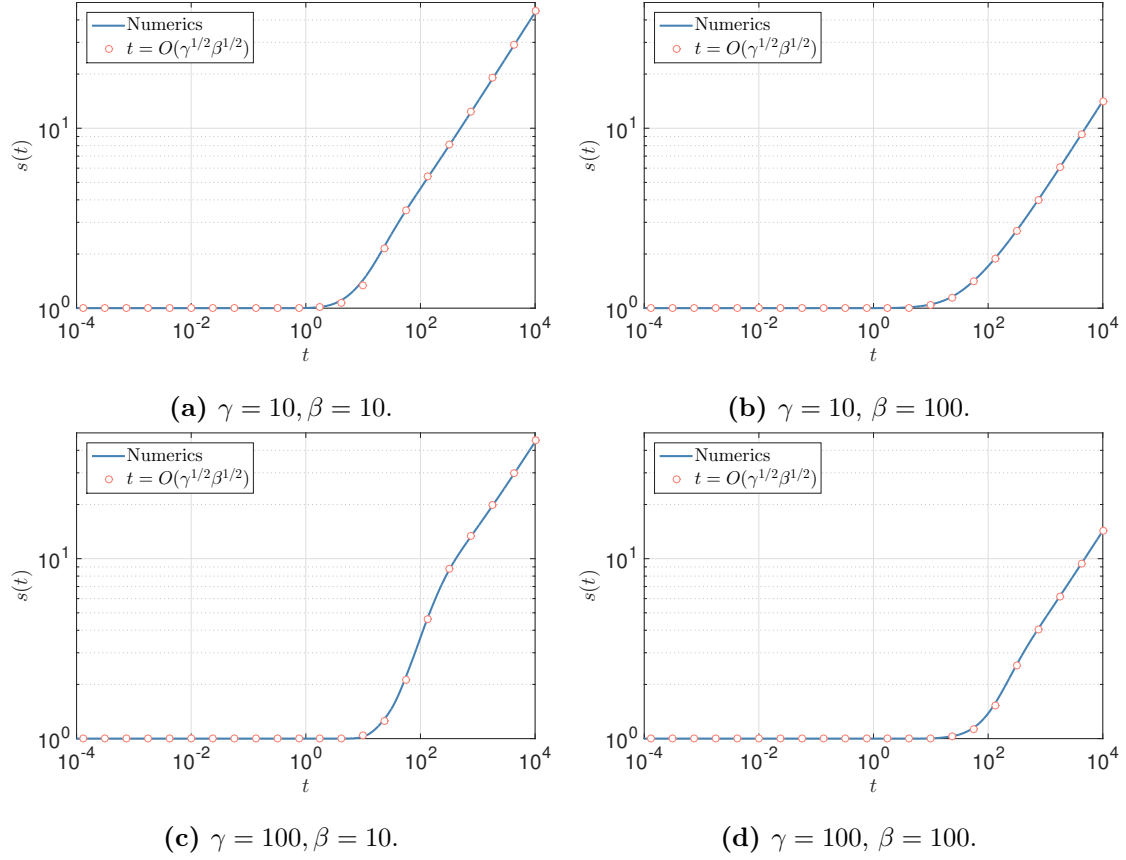 Numerics
t = O(γ^{1/2}β^{1/2})
10^1
s(t)
10^0
10^{-4} 10^{-2} 10^0 10^2 10^4
t
(a) γ = 10, β = 10.
Numerics
t = O(γ^{1/2}β^{1/2})
10^1
s(t)
10^0
10^{-4} 10^{-2} 10^0 10^2 10^4
t
(b) γ = 10, β = 100.
Numerics
t = O(γ^{1/2}β^{1/2})
10^1
s(t)
10^0
10^{-4} 10^{-2} 10^0 10^2 10^4
t
(c) γ = 100, β = 10.
Numerics
t = O(γ^{1/2}β^{1/2})
10^1
s(t)
10^0
10^{-4} 10^{-2} 10^0 10^2 10^4
t
(d) γ = 100, β = 100.